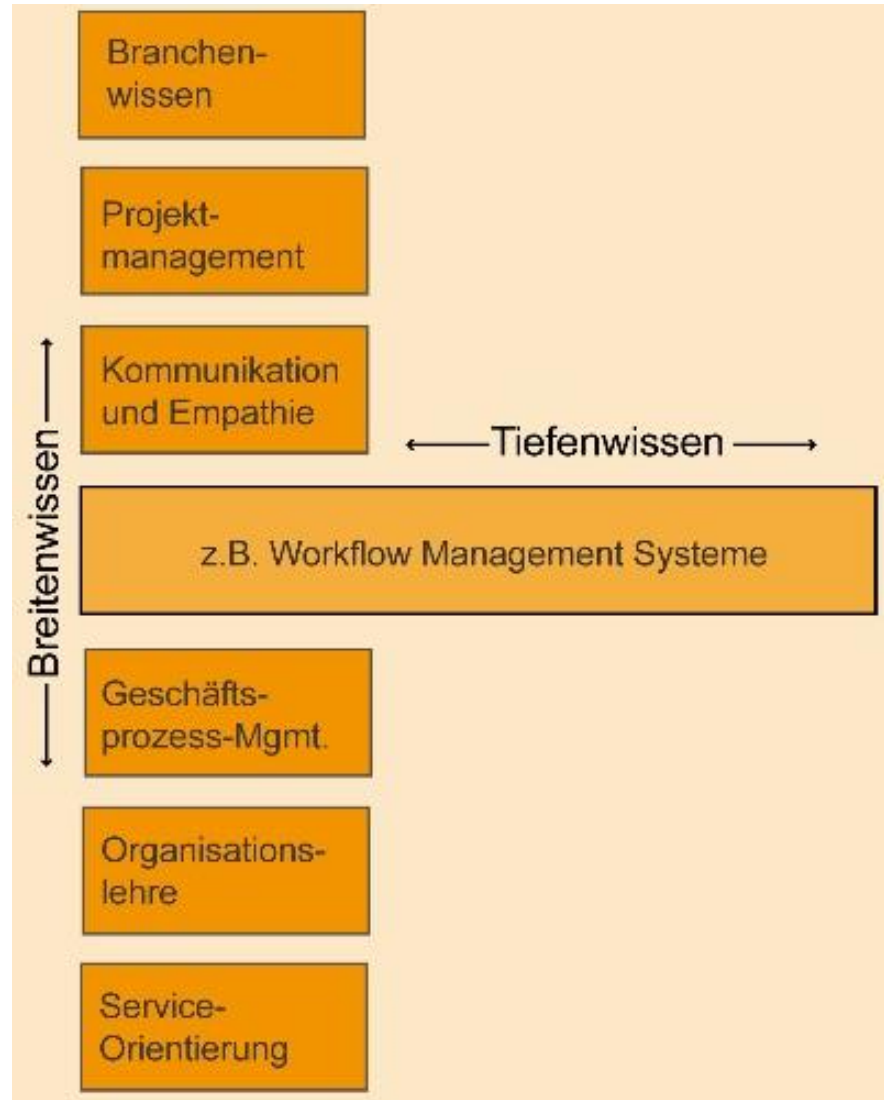 Branchen-
wissen
Projekt-
management
Kommunikation
und Empathie
Tiefenwissen
Breitenwissen
z.B. Workflow Management Systeme
Geschäfts-
prozess-Mgmt.
Organisations-
lehre
Service-
Orientierung